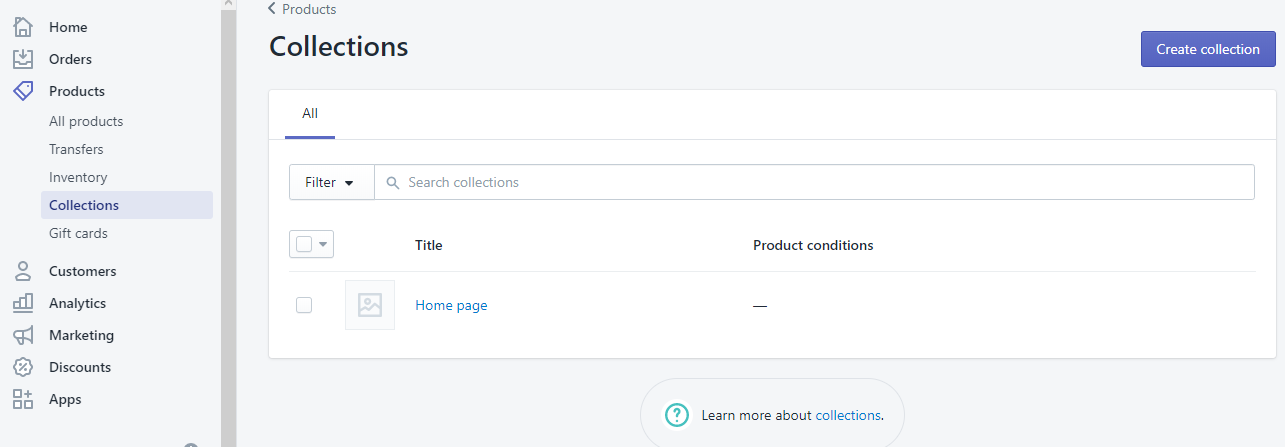 Home
Orders
Products
All products
Transfers
Inventory
Collections
Gift cards
Customers
Analytics
Marketing
Discounts
Apps
Products
Collections
Create collection
All
Filter
Search collections
Title
Product conditions
Home page
—
Learn more about collections.